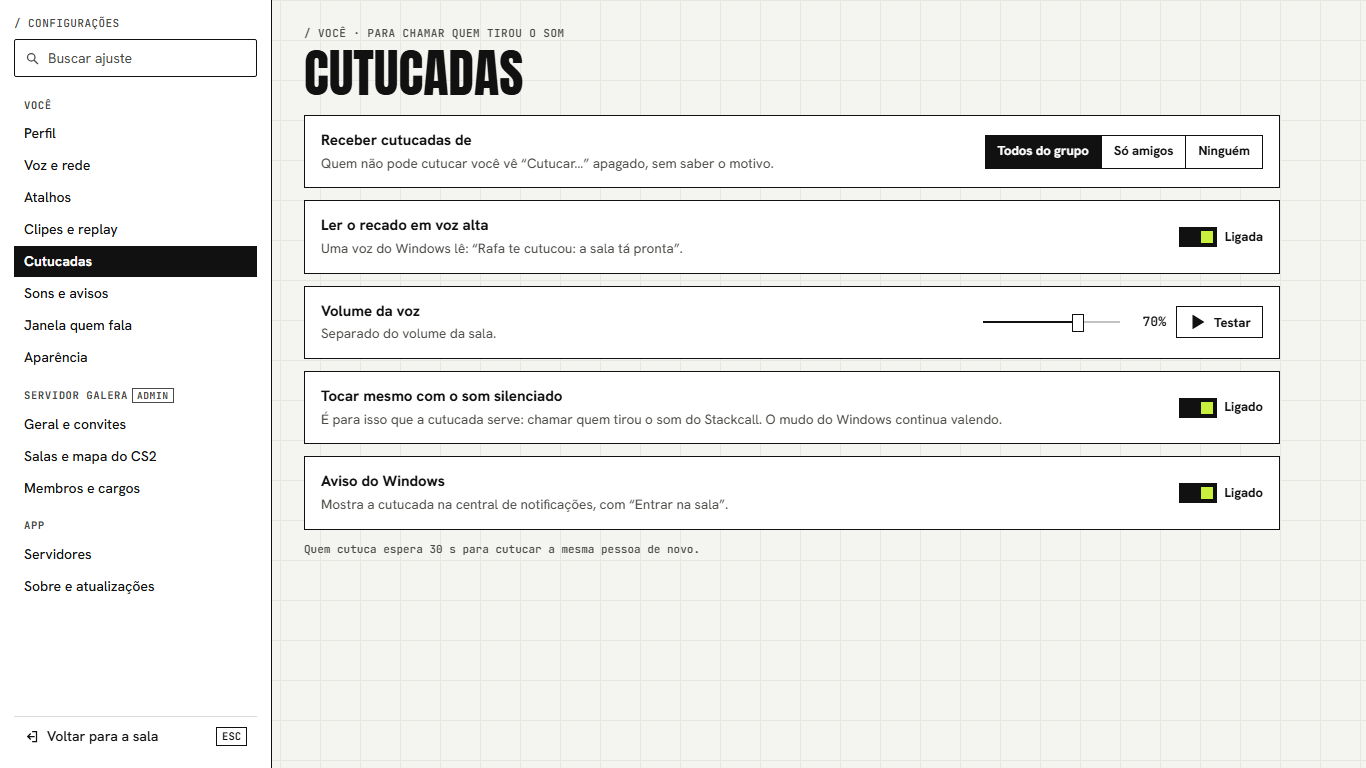 / CONFIGURAÇÕES
Buscar ajuste
VOCÊ
Perfil
Voz e rede
Atalhos
Clipes e replay
Cutucadas
Sons e avisos
Janela quem fala
Aparência
SERVIDOR GALERA ADMIN
Geral e convites
Salas e mapa do CS2
Membros e cargos
APP
Servidores
Sobre e atualizações
Voltar para a sala ESC
/ VOCÊ · PARA CHAMAR QUEM TIROU O SOM
CUTUCADAS
Receber cutucadas de
Quem não pode cutucar você vê “Cutucar…” apagado, sem saber o motivo.
Todos do grupo Só amigos Ninguém
Ler o recado em voz alta
Uma voz do Windows lê: “Rafa te cutucou: a sala tá pronta”.
Ligada
Volume da voz
Separado do volume da sala.
70% Testar
Tocar mesmo com o som silenciado
É para isso que a cutucada serve: chamar quem tirou o som do Stackcall. O mudo do Windows continua valendo.
Ligado
Aviso do Windows
Mostra a cutucada na central de notificações, com “Entrar na sala”.
Ligado
Quem cutuca espera 30 s para cutucar a mesma pessoa de novo.